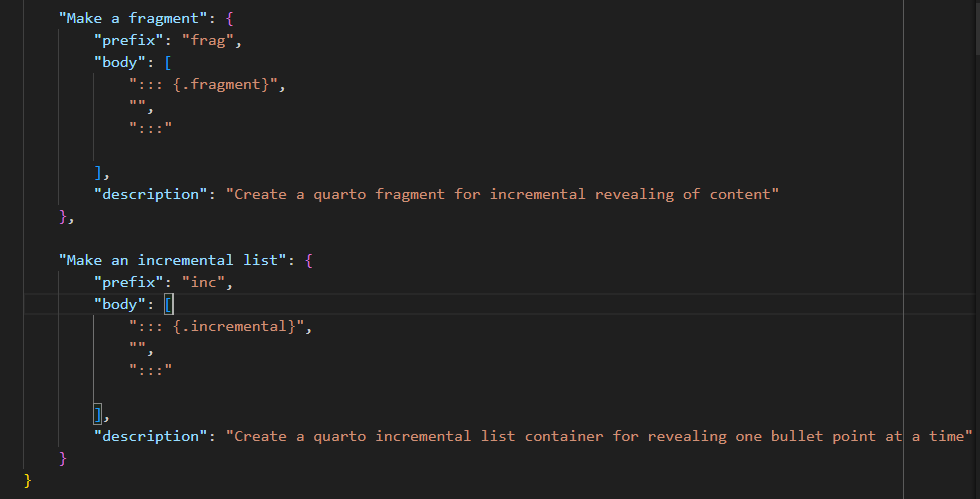 "Make a fragment": {
"prefix": "frag",
"body": [
"::: {.fragment}",
"",
":::"
],
"description": "Create a quarto fragment for incremental revealing of content"
},
"Make an incremental list": {
"prefix": "inc",
"body": [
"::: {.incremental}",
"",
":::"
],
"description": "Create a quarto incremental list container for revealing one bullet point at a time"
}
}